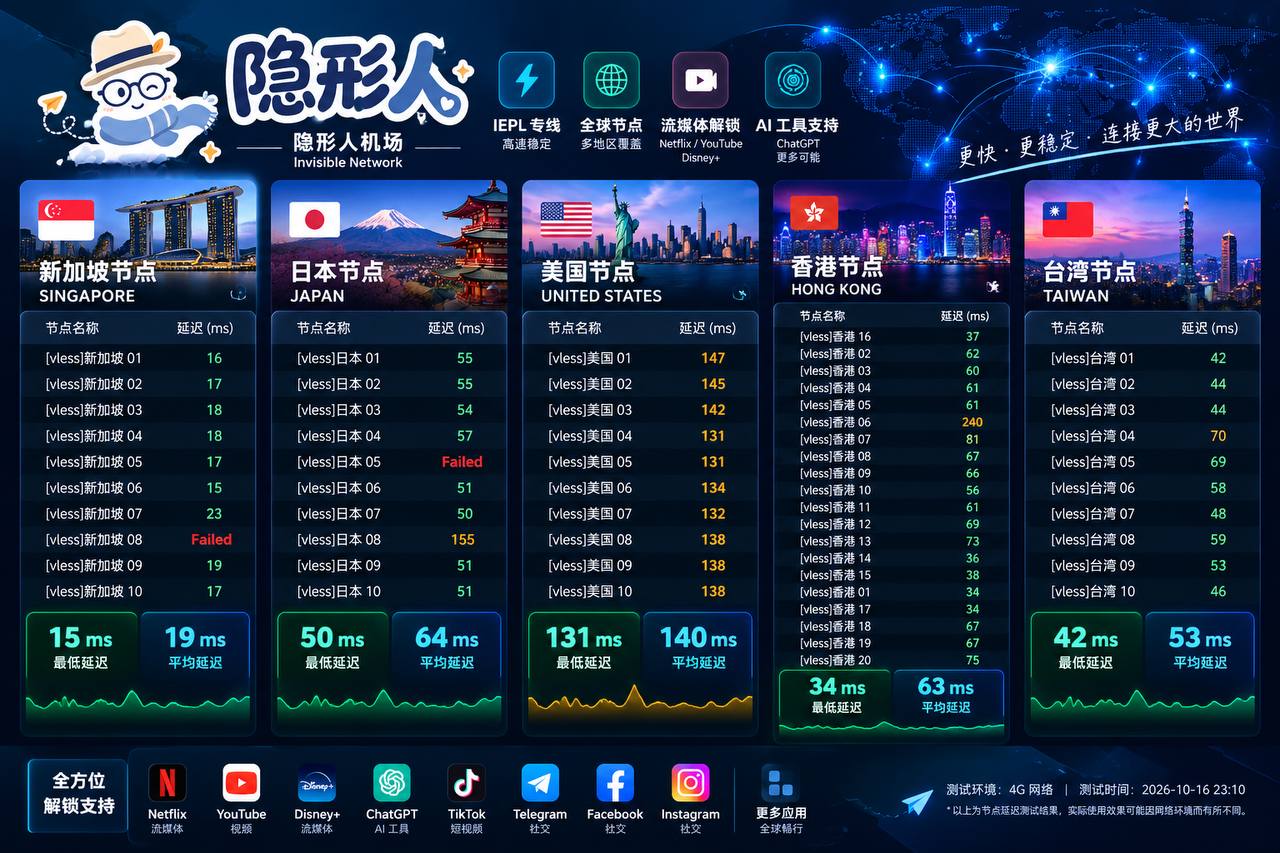 隐形人
隐形人机场
Invisible Network
IEPL 专线
高速稳定
全球节点
多地区覆盖
流媒体解锁
Netflix / YouTube
Disney+
AI 工具支持
ChatGPT
更多可能
更快 · 更稳定 · 连接更大的世界
新加坡节点
SINGAPORE
节点名称 延迟 (ms)
[vless]新加坡 01 16
[vless]新加坡 02 17
[vless]新加坡 03 18
[vless]新加坡 04 18
[vless]新加坡 05 17
[vless]新加坡 06 15
[vless]新加坡 07 23
[vless]新加坡 08 Failed
[vless]新加坡 09 19
[vless]新加坡 10 17
15 ms 19 ms
最低延迟 平均延迟
日本节点
JAPAN
节点名称 延迟 (ms)
[vless]日本 01 55
[vless]日本 02 55
[vless]日本 03 54
[vless]日本 04 57
[vless]日本 05 Failed
[vless]日本 06 51
[vless]日本 07 50
[vless]日本 08 155
[vless]日本 09 51
[vless]日本 10 51
50 ms 64 ms
最低延迟 平均延迟
美国节点
UNITED STATES
节点名称 延迟 (ms)
[vless]美国 01 147
[vless]美国 02 145
[vless]美国 03 142
[vless]美国 04 131
[vless]美国 05 131
[vless]美国 06 134
[vless]美国 07 132
[vless]美国 08 138
[vless]美国 09 138
[vless]美国 10 138
131 ms 140 ms
最低延迟 平均延迟
香港节点
HONG KONG
节点名称 延迟 (ms)
[vless]香港 16 37
[vless]香港 02 62
[vless]香港 03 60
[vless]香港 04 61
[vless]香港 05 61
[vless]香港 06 240
[vless]香港 07 81
[vless]香港 08 67
[vless]香港 09 66
[vless]香港 10 56
[vless]香港 11 61
[vless]香港 12 69
[vless]香港 13 73
[vless]香港 14 36
[vless]香港 15 38
[vless]香港 01 34
[vless]香港 17 34
[vless]香港 18 67
[vless]香港 19 67
[vless]香港 20 75
34 ms 63 ms
最低延迟 平均延迟
台湾节点
TAIWAN
节点名称 延迟 (ms)
[vless]台湾 01 42
[vless]台湾 02 44
[vless]台湾 03 44
[vless]台湾 04 70
[vless]台湾 05 69
[vless]台湾 06 58
[vless]台湾 07 48
[vless]台湾 08 59
[vless]台湾 09 53
[vless]台湾 10 46
42 ms 53 ms
最低延迟 平均延迟
全方位
解锁支持
Netflix
流媒体
YouTube
视频
Disney+
Disney+
流媒体
ChatGPT
AI 工具
TikTok
短视频
Telegram
社交
Facebook
社交
Instagram
社交
更多应用
全球畅行
测试环境：4G 网络 | 测试时间：2026-10-16 23:10
*以上为节点延迟测试结果，实际使用效果可能因网络环境而有所不同。